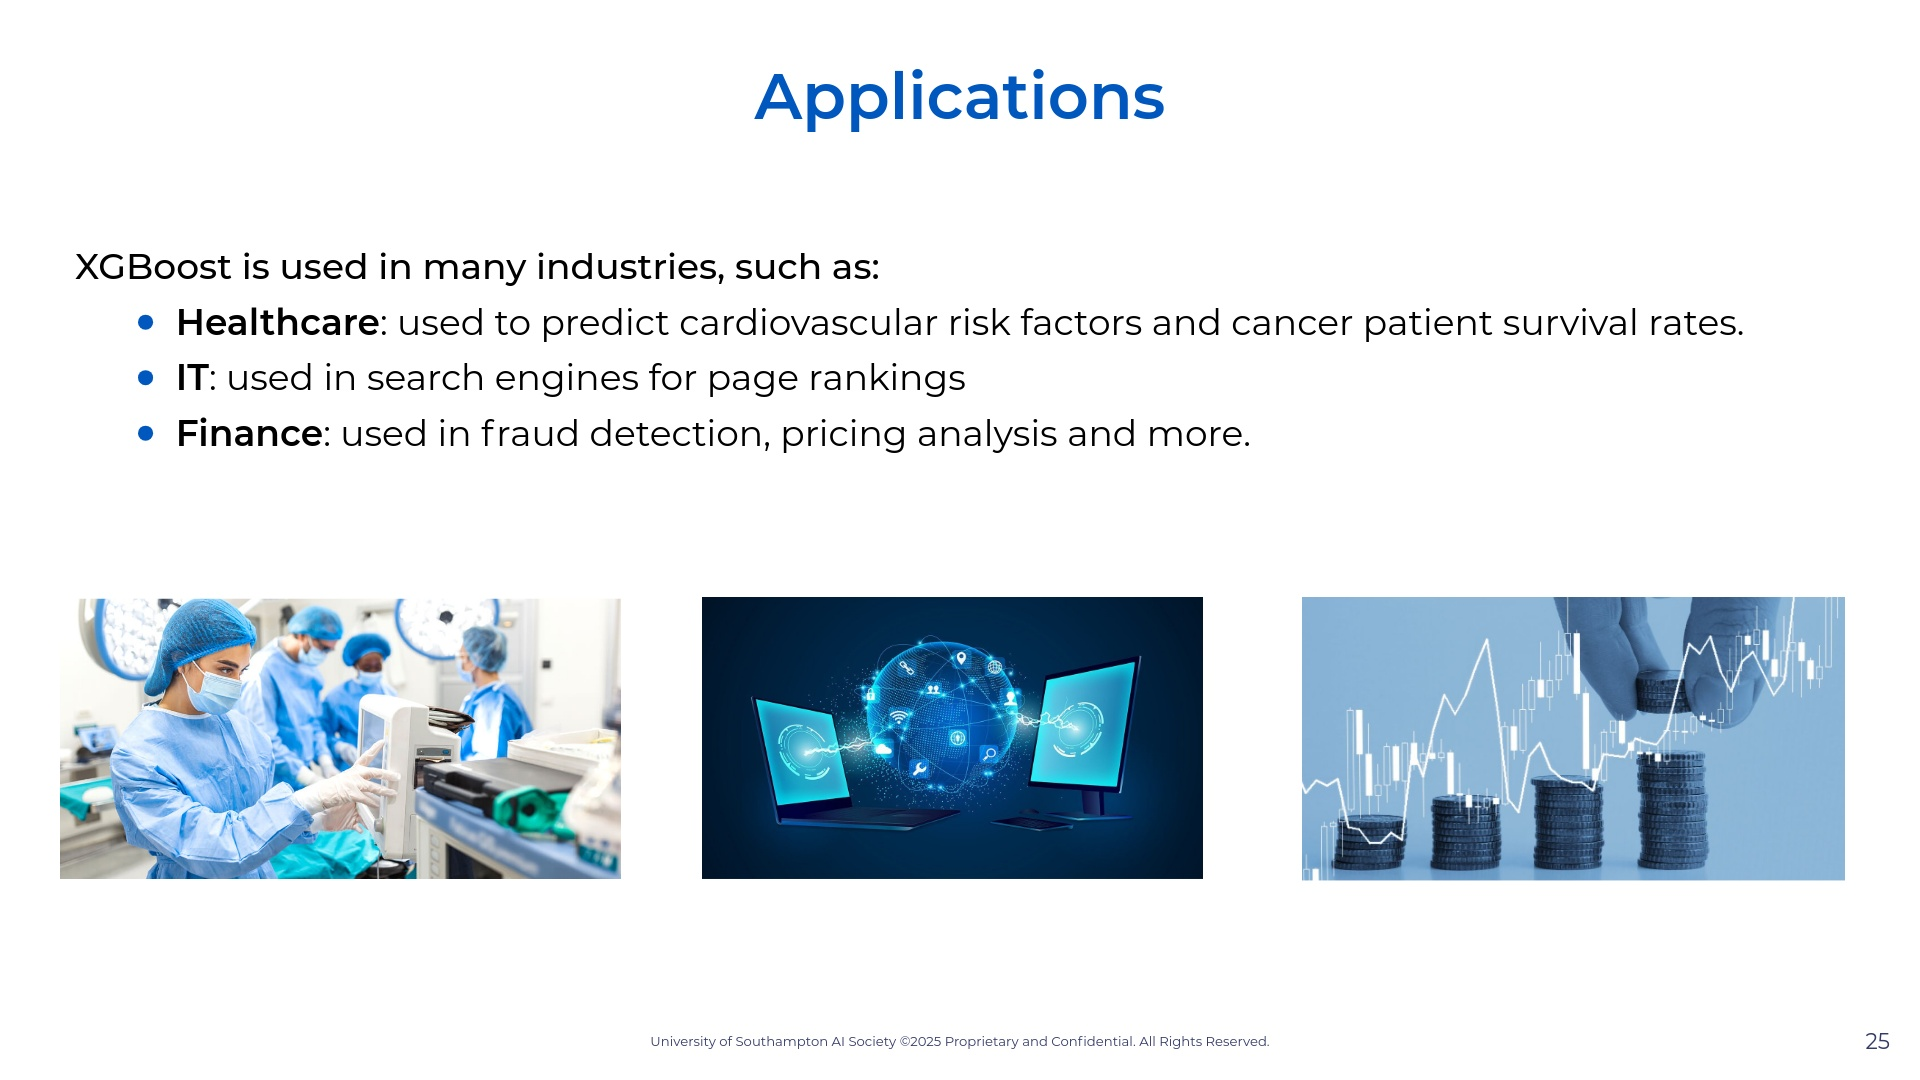 Applications
XGBoost is used in many industries, such as:
● Healthcare: used to predict cardiovascular risk factors and cancer patient survival rates.
● IT: used in search engines for page rankings
● Finance: used in fraud detection, pricing analysis and more.
University of Southampton AI Society ©2025 Proprietary and Confidential. All Rights Reserved.
25